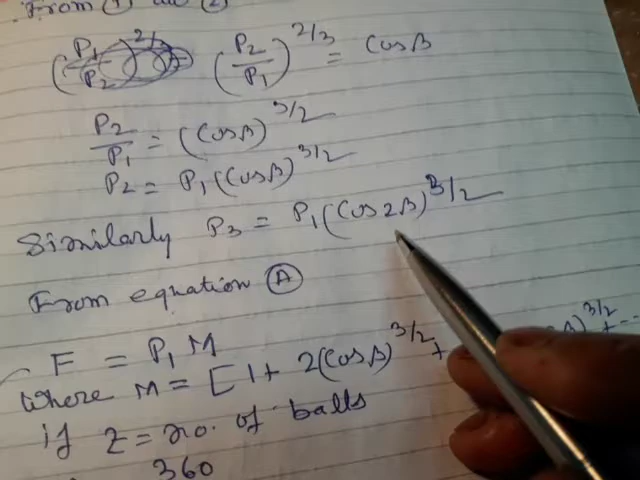 From ① ②
(P2/P1)^2/3 = Cosβ
P2/P1 = (Cosβ)^3/2
P2 = P1(Cosβ)^3/2
Similarly P3 = P1(Cos2β)^3/2
From equation Ⓐ
F = P1 M
Where M = [1+ 2(Cosβ)^3/2 + )^3/2 + ...
if Z = no. of balls
360